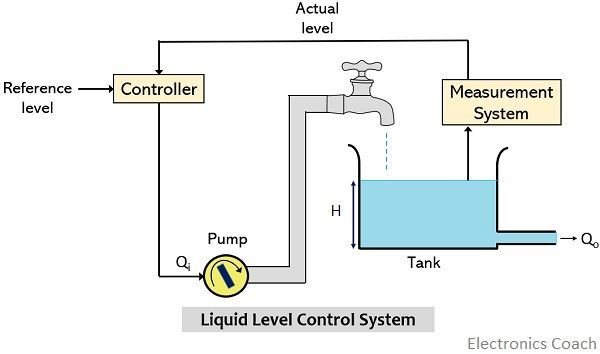 Actual
level
Reference
level
Controller
Measurement
System
H
Pump
Qi
Qo
Tank
Liquid Level Control System
Electronics Coach